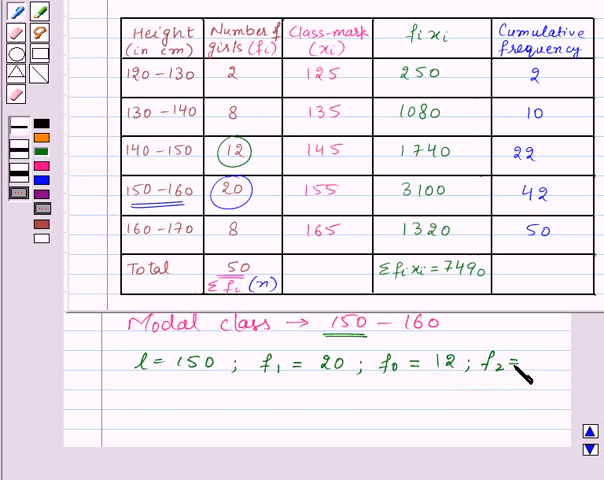 Height (in cm) | Number of girls (fi) | Class-mark (xi) | fi xi | Cumulative frequency
120-130 | 2 | 125 | 250 | 2
130-140 | 8 | 135 | 1080 | 10
140-150 | 12 | 145 | 1740 | 22
150-160 | 20 | 155 | 3100 | 42
160-170 | 8 | 165 | 1320 | 50
Total | 50 Σfi (n) | | Σfixi = 7490 |
Modal class → 150 - 160
l = 150 ; f₁ = 20 ; f₀ = 12 ; f₂ =